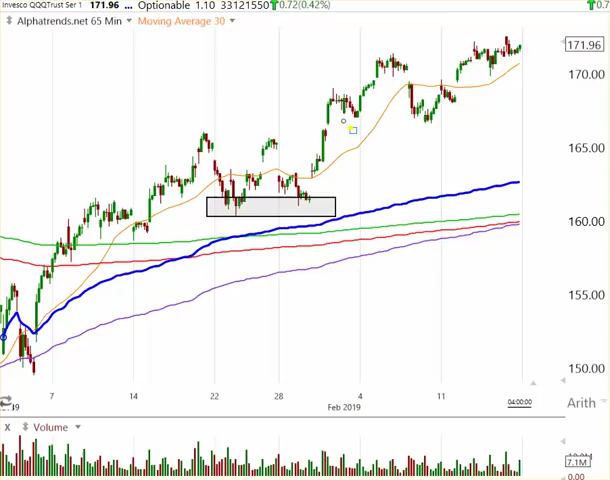 Invesco QQQTrust Ser 1 171.96 ... Optionable 1.10 33121550 0.72(0.42%) 0.7
Alphatrends.net 65 Min Moving Average 30
171.96
170.00
165.00
160.00
155.00
150.00
7 14 22 28 4 11 04:00:00
Feb 2019
Arith
X Volume
7.1M
0.00